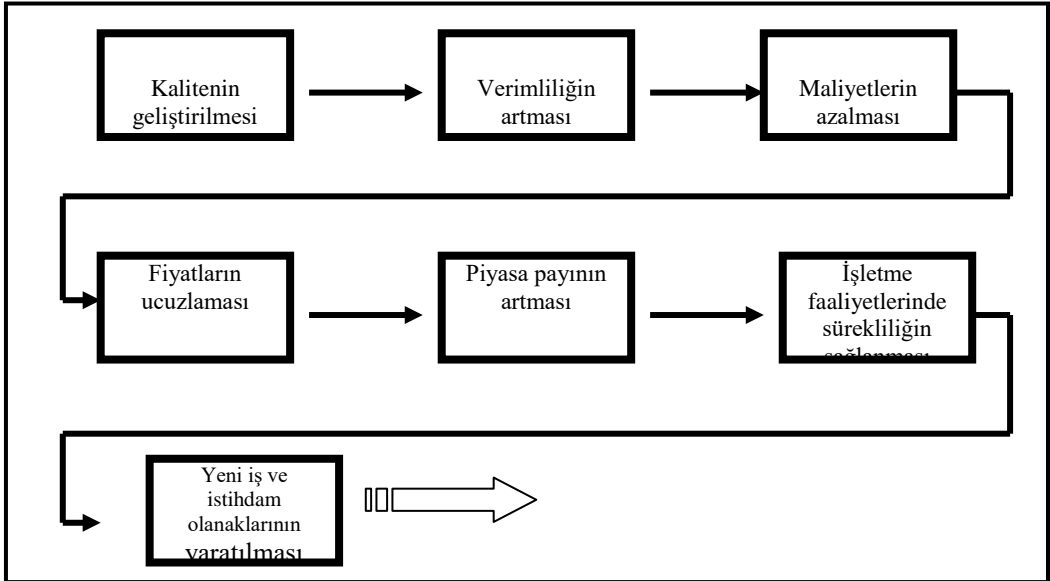 Kalitenin
geliştirilmesi
Verimliliğin
artması
Maliyetlerin
azalması
Fiyatların
ucuzlaması
Piyasa payının
artması
İşletme
faaliyetlerinde
sürekliliğin
sağlanması
Yeni iş ve
istihdam
olanaklarının
yaratılması